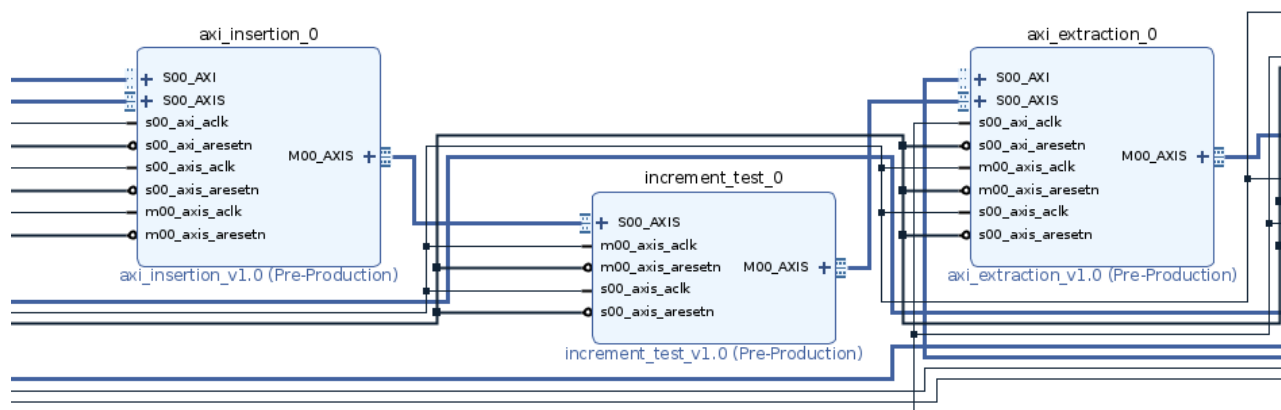 axi_insertion_0
S00_AXI
S00_AXIS
s00_axi_aclk
s00_axi_aresetn
s00_axis_aclk
s00_axis_aresetn
m00_axis_aclk
m00_axis_aresetn
M00_AXIS
axi_insertion_v1.0 (Pre-Production)
increment_test_0
S00_AXIS
m00_axis_aclk
m00_axis_aresetn
s00_axis_aclk
s00_axis_aresetn
M00_AXIS
increment_test_v1.0 (Pre-Production)
axi_extraction_0
S00_AXI
S00_AXIS
s00_axi_aclk
s00_axi_aresetn
m00_axis_aclk
m00_axis_aresetn
s00_axis_aclk
s00_axis_aresetn
M00_AXIS
axi_extraction_v1.0 (Pre-Production)